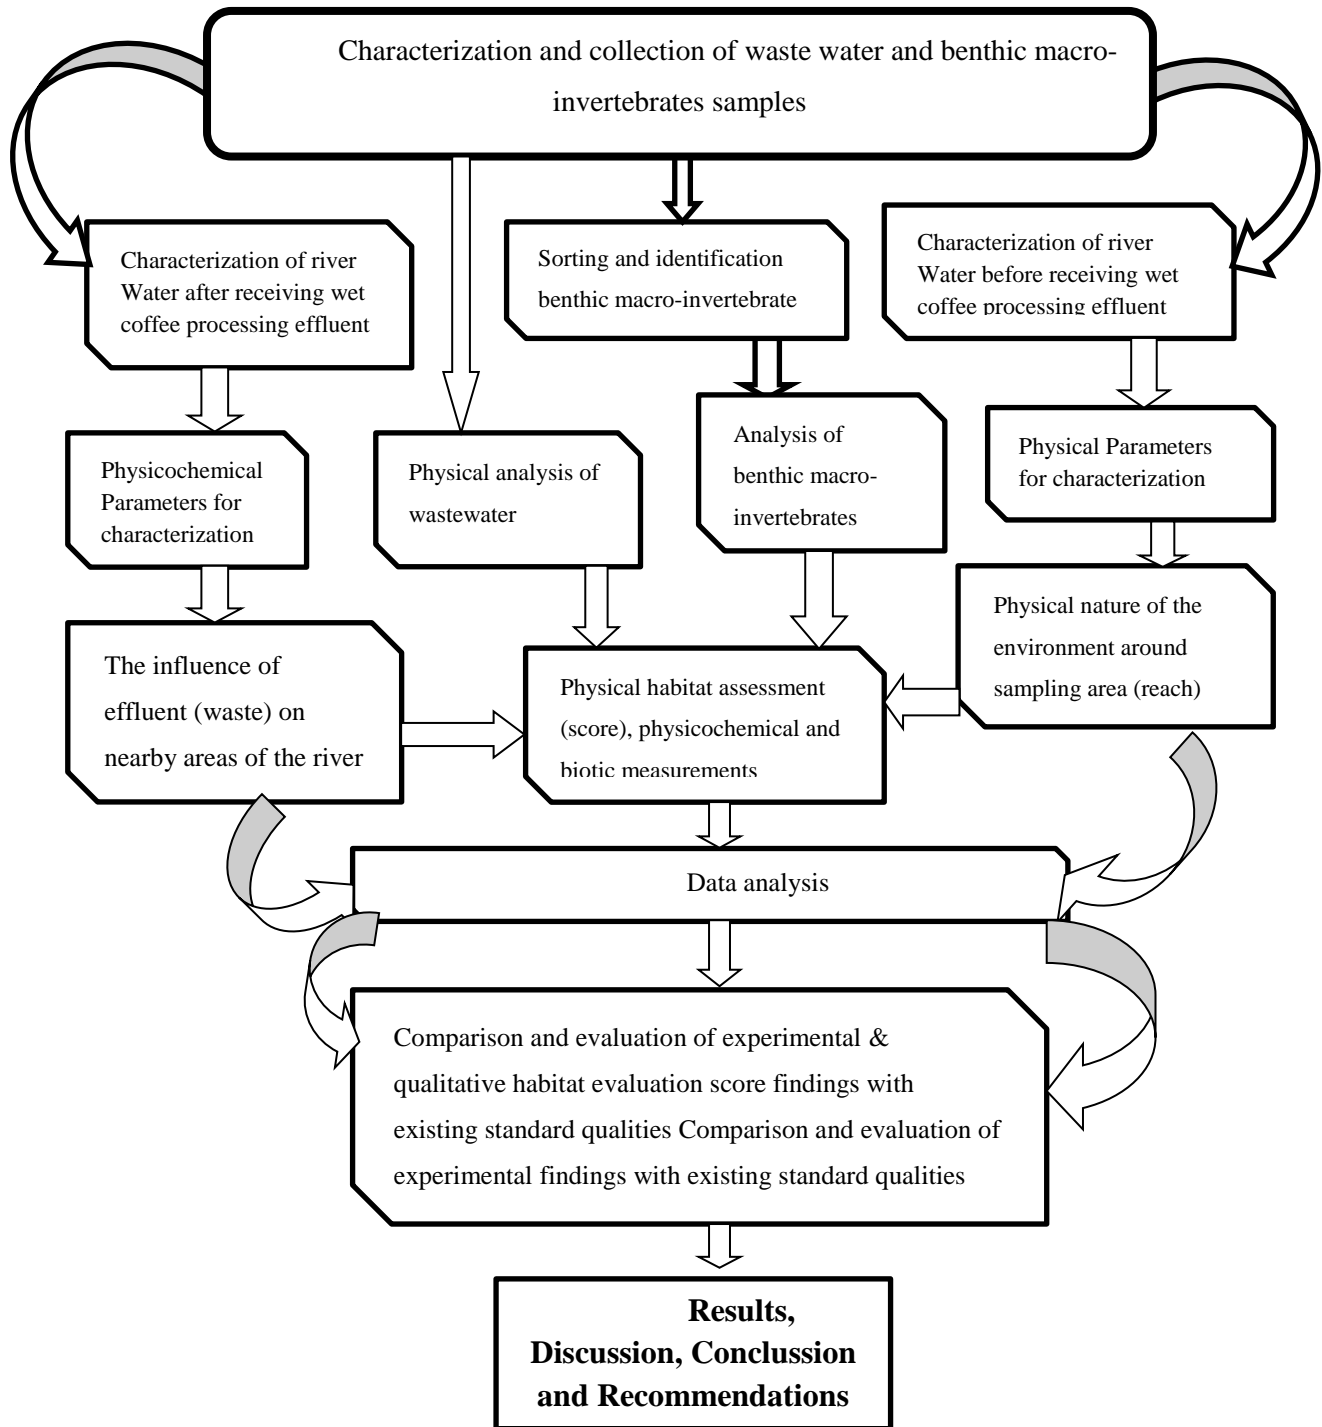 Characterization and collection of waste water and benthic macro-
invertebrates samples
Characterization of river
Water after receiving wet
coffee processing effluent
Sorting and identification
benthic macro-invertebrate
Characterization of river
Water before receiving wet
coffee processing effluent
Physicochemical
Parameters for
characterization
Physical analysis of
wastewater
Analysis of
benthic macro-
invertebrates
Physical Parameters
for characterization
The influence of
effluent (waste) on
nearby areas of the river
Physical habitat assessment
(score), physicochemical and
biotic measurements
Physical nature of the
environment around
sampling area (reach)
Data analysis
Comparison and evaluation of experimental &
qualitative habitat evaluation score findings with
existing standard qualities Comparison and evaluation of
experimental findings with existing standard qualities
Results,
Discussion, Conclussion
and Recommendations